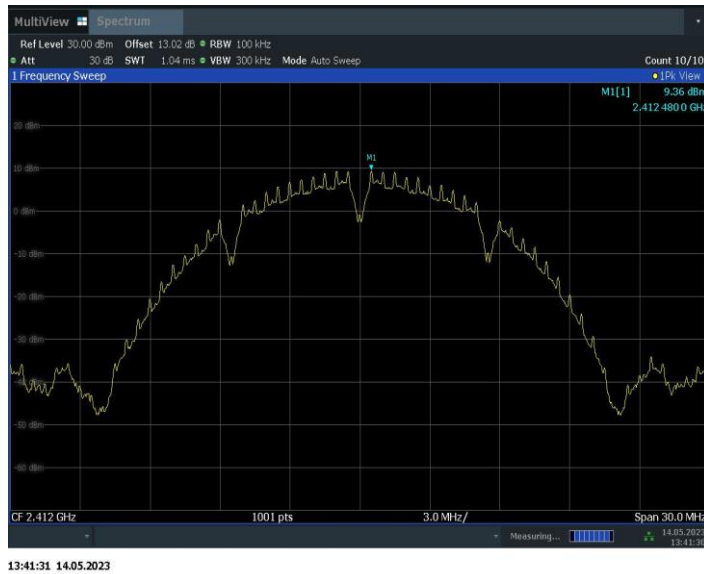 MultiView Spectrum
Ref Level 30.00 dBm Offset 13.02 dB RBW 100 kHz
Att 30 dB SWT 1.04 ms VBW 300 kHz Mode Auto Sweep Count 10/10
1 Frequency Sweep 1Pk View
M1[1] 9.36 dBm
2.412 480 0 GHz
20 dBm
M1
10 dBm
0 dBm
-10 dBm
-20 dBm
-30 dBm
-40 dBm
-50 dBm
-60 dBm
CF 2.412 GHz 1001 pts 3.0 MHz/ Span 30.0 MHz
Measuring... 14.05.2023
13:41:30
13:41:31 14.05.2023